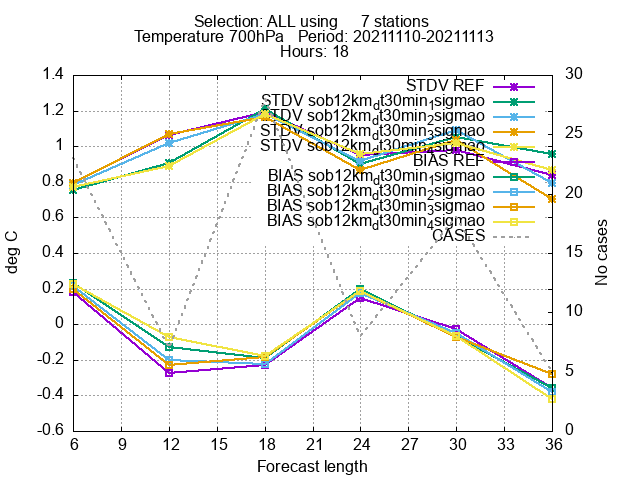 Selection: ALL using 7 stations
Temperature 700hPa Period: 20211110-20211113
Hours: 18
STDV REF
STDV sob12km_dt30min_1sigmao
STDV sob12km_dt30min_2sigmao
STDV sob12km_dt30min_3sigmao
STDV sob12km_dt30min_4sigmao
BIAS REF
BIAS sob12km_dt30min_1sigmao
BIAS sob12km_dt30min_2sigmao
BIAS sob12km_dt30min_3sigmao
BIAS sob12km_dt30min_4sigmao
CASES
1.4
1.2
1
0.8
0.6
0.4
0.2
0
-0.2
-0.4
-0.6
deg C
30
25
20
15
10
5
0
No cases
6 9 12 15 18 21 24 27 30 33 36
Forecast length